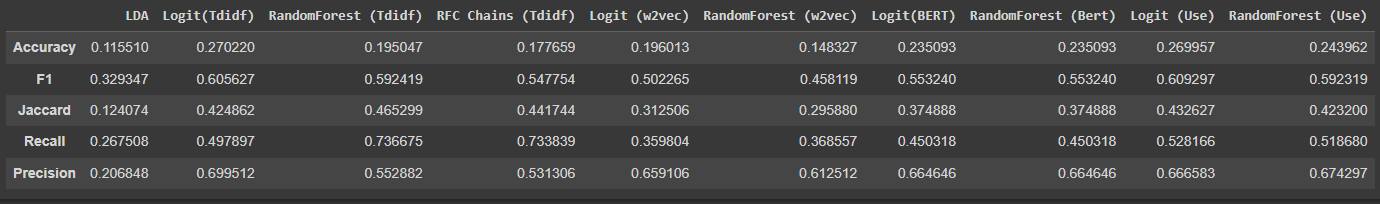 LDA Logit(Tdidf) RandomForest (Tdidf) RFC Chains (Tdidf) Logit (w2vec) RandomForest (w2vec) Logit(BERT) RandomForest (Bert) Logit (Use) RandomForest (Use)
Accuracy 0.115510 0.270220 0.195047 0.177659 0.196013 0.148327 0.235093 0.235093 0.269957 0.243962
F1 0.329347 0.605627 0.592419 0.547754 0.502265 0.458119 0.553240 0.553240 0.609297 0.592319
Jaccard 0.124074 0.424862 0.465299 0.441744 0.312506 0.295880 0.374888 0.374888 0.432627 0.423200
Recall 0.267508 0.497897 0.736675 0.733839 0.359804 0.368557 0.450318 0.450318 0.528166 0.518680
Precision 0.206848 0.699512 0.552882 0.531306 0.659106 0.612512 0.664646 0.664646 0.666583 0.674297